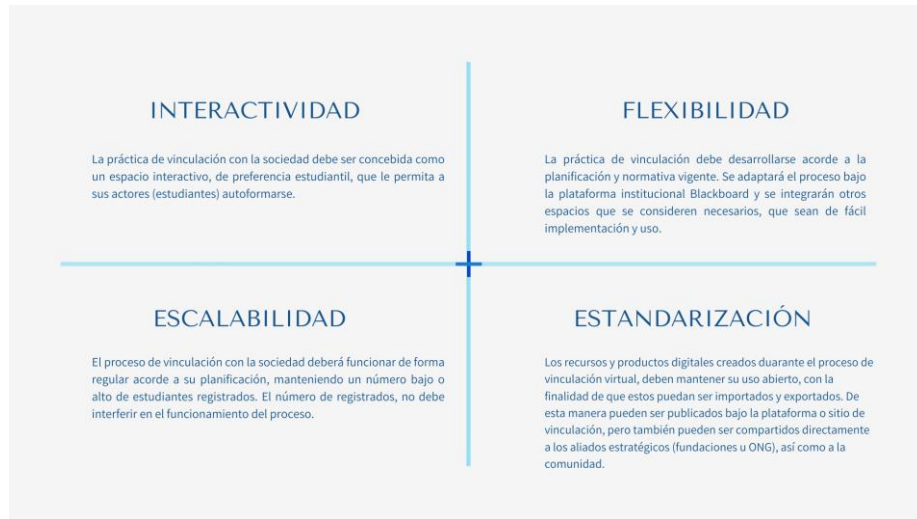 INTERACTIVIDAD
La práctica de vinculación con la sociedad debe ser concebida como
un espacio interactivo, de preferencia estudiantil, que le permita a
sus actores (estudiantes) autoformarse.
FLEXIBILIDAD
La práctica de vinculación debe desarrollarse acorde a la
planificación y normativa vigente. Se adaptará el proceso bajo
la plataforma institucional Blackboard y se integrarán otros
espacios que se consideren necesarios, que sean de fácil
implementación y uso.
ESCALABILIDAD
El proceso de vinculación con la sociedad deberá funcionar de forma
regular acorde a su planificación, manteniendo un número bajo o
alto de estudiantes registrados. El número de registrados, no debe
interferir en el funcionamiento del proceso.
ESTANDARIZACIÓN
Los recursos y productos digitales creados duarante el proceso de
vinculación virtual, deben mantener su uso abierto, con la
finalidad de que estos puedan ser importados y exportados. De
esta manera pueden ser publicados bajo la plataforma o sitio de
vinculación, pero también pueden ser compartidos directamente
a los aliados estratégicos (fundaciones u ONG), así como a la
comunidad.